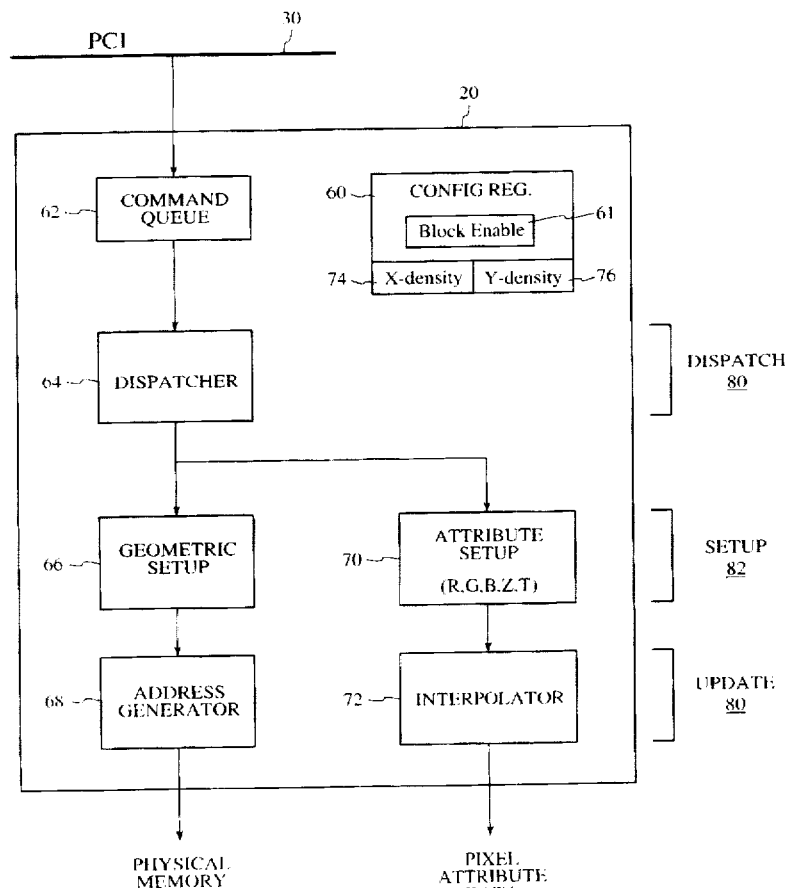 PCI
30
20
62
COMMAND
QUEUE
60
CONFIG REG.
61
Block Enable
74
X-density
Y-density
76
64
DISPATCHER
DISPATCH
80
66
GEOMETRIC
SETUP
70
ATTRIBUTE
SETUP
(R,G,B,Z,T)
SETUP
82
68
ADDRESS
GENERATOR
72
INTERPOLATOR
UPDATE
80
PHYSICAL
MEMORY
PIXEL
ATTRIBUTE